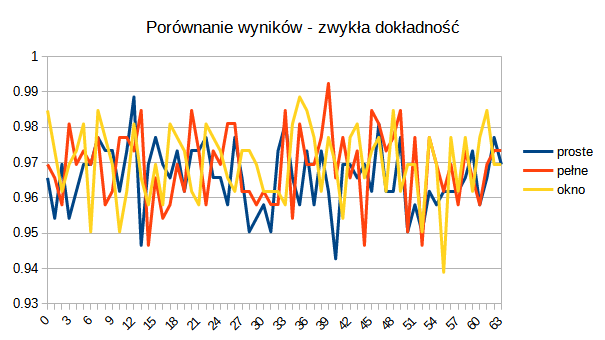 Porównanie wyników - zwykła dokładność
1
0.99
0.98
0.97
0.96
0.95
0.94
0.93
0 3 6 9 12 15 18 21 24 27 30 33 36 39 42 45 48 51 54 57 60 63
proste
pełne
okno